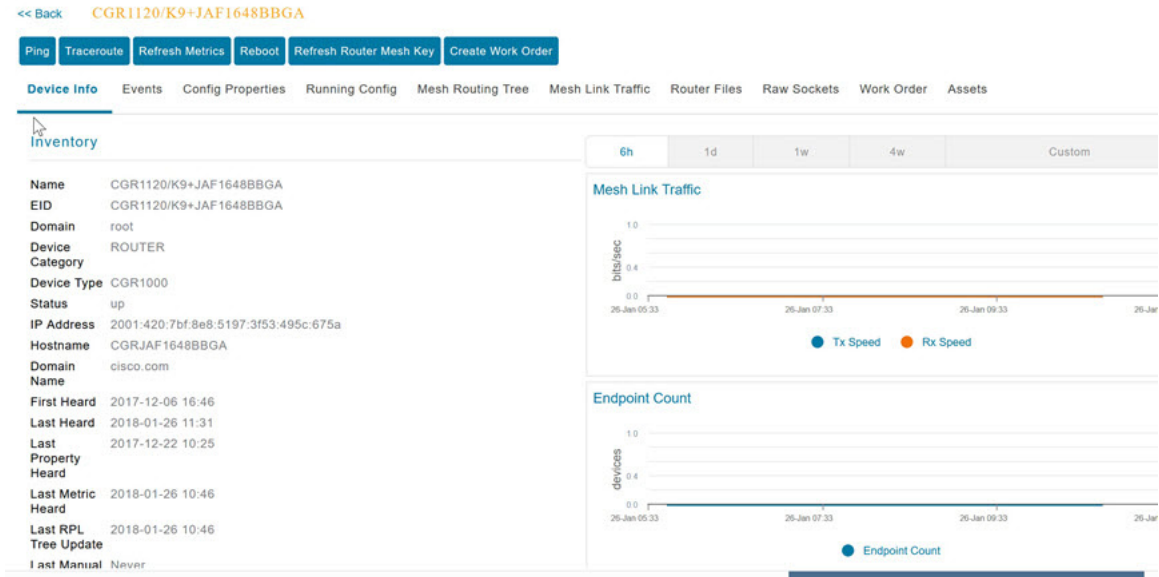 << Back CGR1120/K9+JAF1648BBGA
Ping Traceroute Refresh Metrics Reboot Refresh Router Mesh Key Create Work Order
Device Info Events Config Properties Running Config Mesh Routing Tree Mesh Link Traffic Router Files Raw Sockets Work Order Assets
Inventory
Name CGR1120/K9+JAF1648BBGA
EID CGR1120/K9+JAF1648BBGA
Domain root
Device ROUTER
Category
Device Type CGR1000
Status up
IP Address 2001:420:7bf:8e8:5197:3f53:495c:675a
Hostname CGRJAF1648BBGA
Domain cisco.com
Name
First Heard 2017-12-06 16:46
Last Heard 2018-01-26 11:31
Last 2017-12-22 10:25
Property
Heard
Last Metric 2018-01-26 10:46
Heard
Last RPL 2018-01-26 10:46
Tree Update
Last Manual Never
6h 1d 1w 4w Custom
Mesh Link Traffic
1.0
bits/sec
0.4
0.0
26-Jan 05:33 26-Jan 07:33 26-Jan 09:33 26-Jan
Tx Speed Rx Speed
Endpoint Count
1.0
devices
0.4
0.0
26-Jan 05:33 26-Jan 07:33 26-Jan 09:33 26-Jan
Endpoint Count